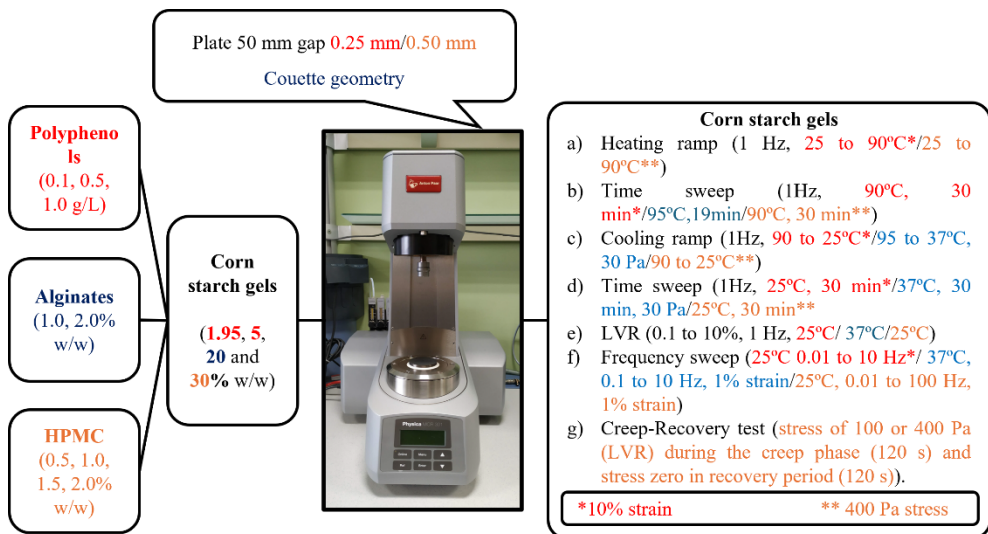 Plate 50 mm gap 0.25 mm/0.50 mm
Couette geometry
Polypheno
ls
(0.1, 0.5,
1.0 g/L)
Alginates
(1.0, 2.0%
w/w)
HPMC
(0.5, 1.0,
1.5, 2.0%
w/w)
Corn
starch gels
(1.95, 5,
20 and
30% w/w)
Physica
Corn starch gels
a) Heating ramp (1 Hz, 25 to 90ºC*/25 to
90ºC**)
b) Time sweep (1Hz, 90ºC, 30
min*/95ºC,19min/90ºC, 30 min**)
c) Cooling ramp (1Hz, 90 to 25ºC*/95 to 37ºC,
30 Pa/90 to 25ºC**)
d) Time sweep (1Hz, 25ºC, 30 min*/37ºC, 30
min, 30 Pa/25ºC, 30 min**
e) LVR (0.1 to 10%, 1 Hz, 25ºC/ 37ºC/25ºC)
f) Frequency sweep (25ºC 0.01 to 10 Hz*/ 37ºC,
0.1 to 10 Hz, 1% strain/25ºC, 0.01 to 100 Hz,
1% strain)
g) Creep-Recovery test (stress of 100 or 400 Pa
(LVR) during the creep phase (120 s) and
stress zero in recovery period (120 s)).
*10% strain ** 400 Pa stress